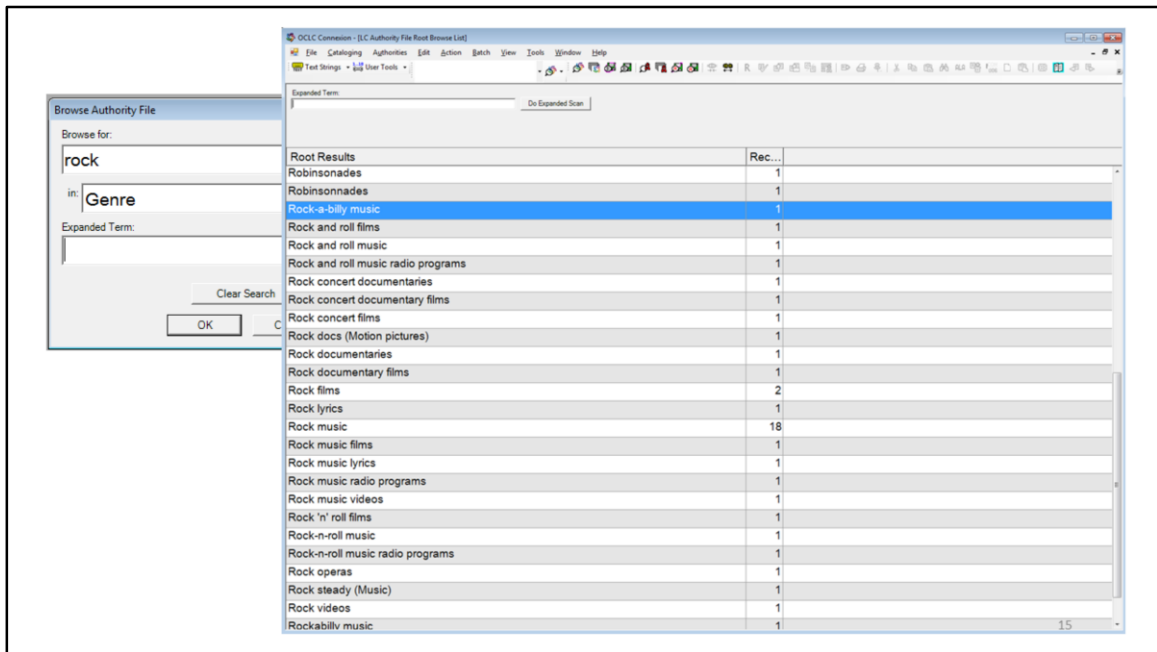 Browse Authority File
Browse for:
rock
in: Genre
Expanded Term:
Clear Search
OK
C
OCLC Connexion - [LC Authority File Root Browse List]
File Cataloging Authorities Edit Action Batch View Tools Window Help
Text Strings User Tools
Expanded Term:
Do Expanded Scan
Root Results Rec...
Robinsonades 1
Robinsonnades 1
Rock-a-billy music 1
Rock and roll films 1
Rock and roll music 1
Rock and roll music radio programs 1
Rock concert documentaries 1
Rock concert documentary films 1
Rock concert films 1
Rock docs (Motion pictures) 1
Rock documentaries 1
Rock documentary films 1
Rock films 2
Rock lyrics 1
Rock music 18
Rock music films 1
Rock music lyrics 1
Rock music radio programs 1
Rock music videos 1
Rock 'n' roll films 1
Rock-n-roll music 1
Rock-n-roll music radio programs 1
Rock operas 1
Rock steady (Music) 1
Rock videos 1
Rockabilly music 1
15